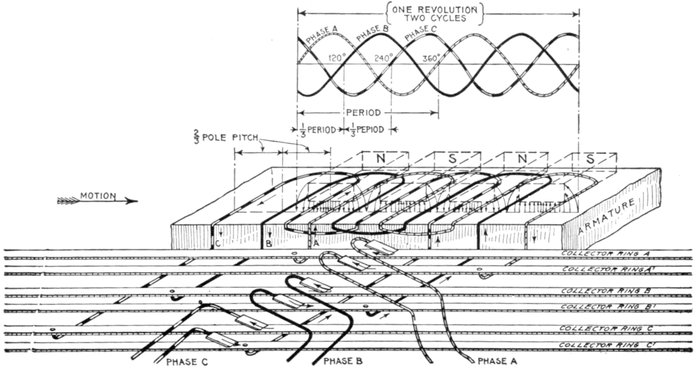 ONE REVOLUTION
TWO CYCLES
PHASE A
PHASE B
PHASE C
120°
240°
360°
PERIOD
1/3 PERIOD
1/3 PEPIOD
2/3 POLE PITCH
N
S
N
S
MOTION
ARMATURE
C
B
A
COLLECTOR RING A
COLLECTOR RING A'
COLLECTOR RING B
COLLECTOR RING B'
COLLECTOR RING C
COLLECTOR RING C'
PHASE C
PHASE B
PHASE A